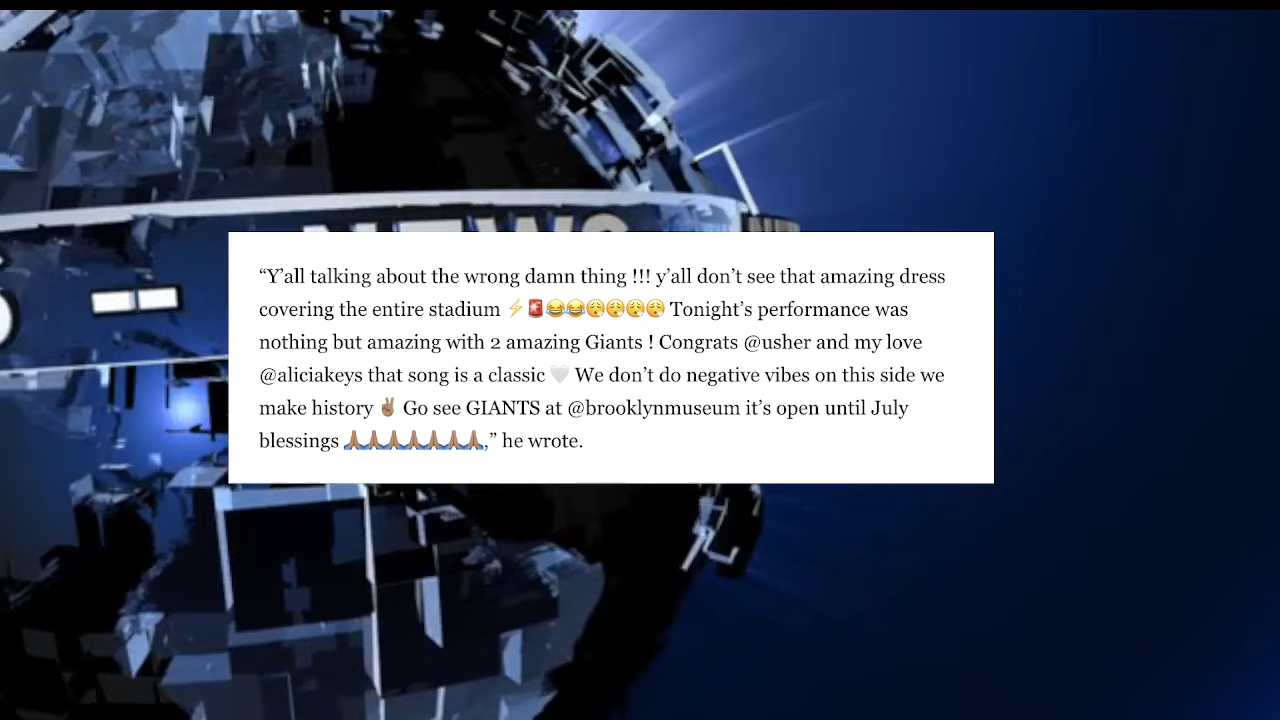 NEWS
“Y’all talking about the wrong damn thing !!! y’all don’t see that amazing dress
covering the entire stadium ⚡🚨😂😂😮‍💨😮‍💨😮‍💨😮‍💨 Tonight’s performance was
nothing but amazing with 2 amazing Giants ! Congrats @usher and my love
@aliciakeys that song is a classic 🤍 We don’t do negative vibes on this side we
make history ✌🏽 Go see GIANTS at @brooklynmuseum it’s open until July
blessings 🙏🏽🙏🏽🙏🏽🙏🏽🙏🏽🙏🏽🙏🏽,” he wrote.